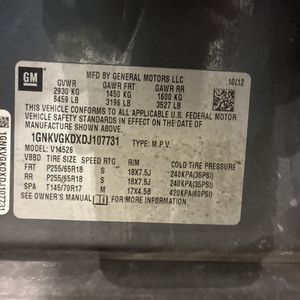 GM
MFD BY GENERAL MOTORS LLC
10/12
GVWR GAWR FRT GAWR RR
2930 KG 1450 KG 1600 KG
6459 LB 3196 LB 3527 LB
THIS VEHICLE CONFORMS TO ALL APPLICABLE U.S.
FEDERAL MOTOR VEHICLE SAFETY AND THEFT
PREVENTION STANDARDS IN EFFECT ON THE DATE
OF MANUFACTURE SHOWN ABOVE.
1GNKVGKDXDJ107731 TYPE: M.P.V.
MODEL: V14526
TIRE SIZE SPEED RTG RIM COLD TIRE PRESSURE
FRT P255/65R18 S 18X7.5J 240KPA(35PSI)
RR P255/65R18 S 18X7.5J 240KPA(35PSI)
SPA T145/70R17 M 17X4.5B 420KPA(60PSI)
SEE OWNER'S MANUAL FOR MORE INFORMATION.
1GNKVGKDXDJ107731